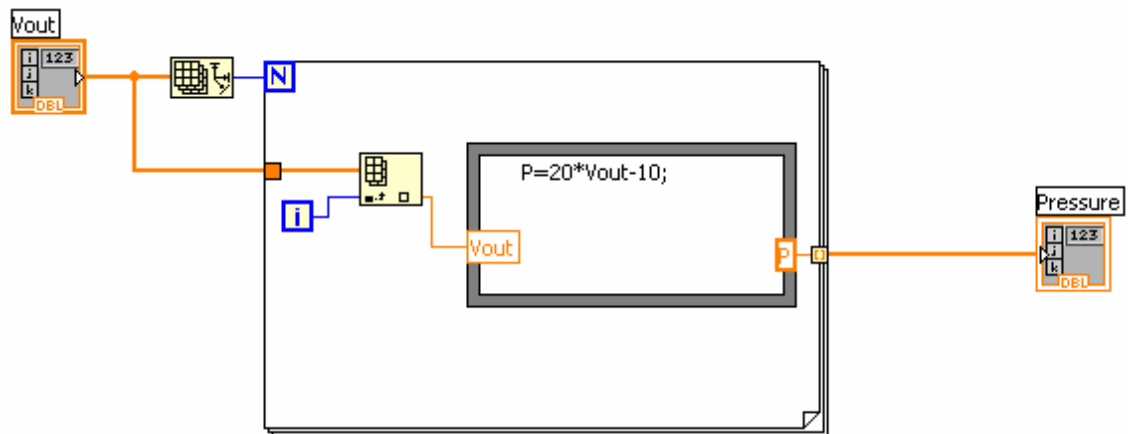 Vout
i 123
j
k
DBL
N
P=20*Vout-10;
i
Vout
P
Pressure
i 123
j
k
DBL